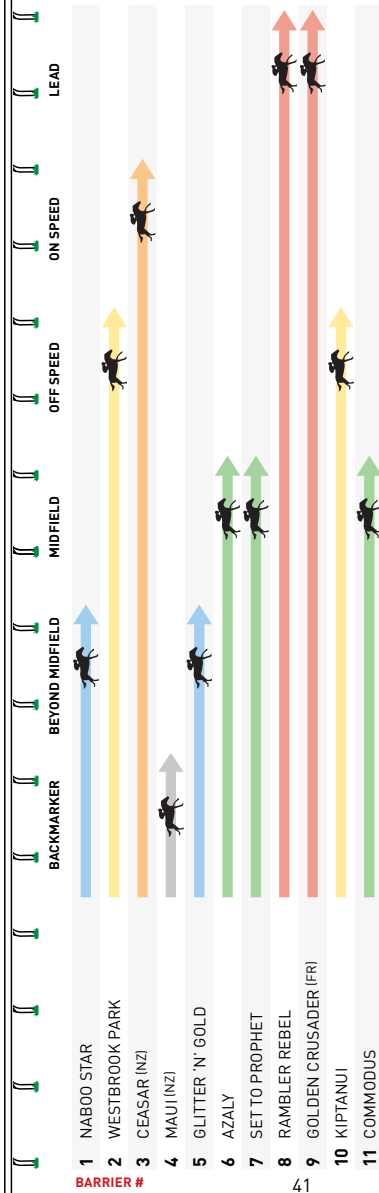 BACKMARKER BEYOND MIDFIELD MIDFIELD OFF SPEED ON SPEED LEAD
1 NABOO STAR
2 WESTBROOK PARK
3 CEASAR (NZ)
4 MAUI (NZ)
5 GLITTER 'N' GOLD
6 AZALY
7 SET TO PROPHET
8 RAMBLER REBEL
9 GOLDEN CRUSADER (FR)
10 KIPTANUI
11 COMMODUS
BARRIER #
41